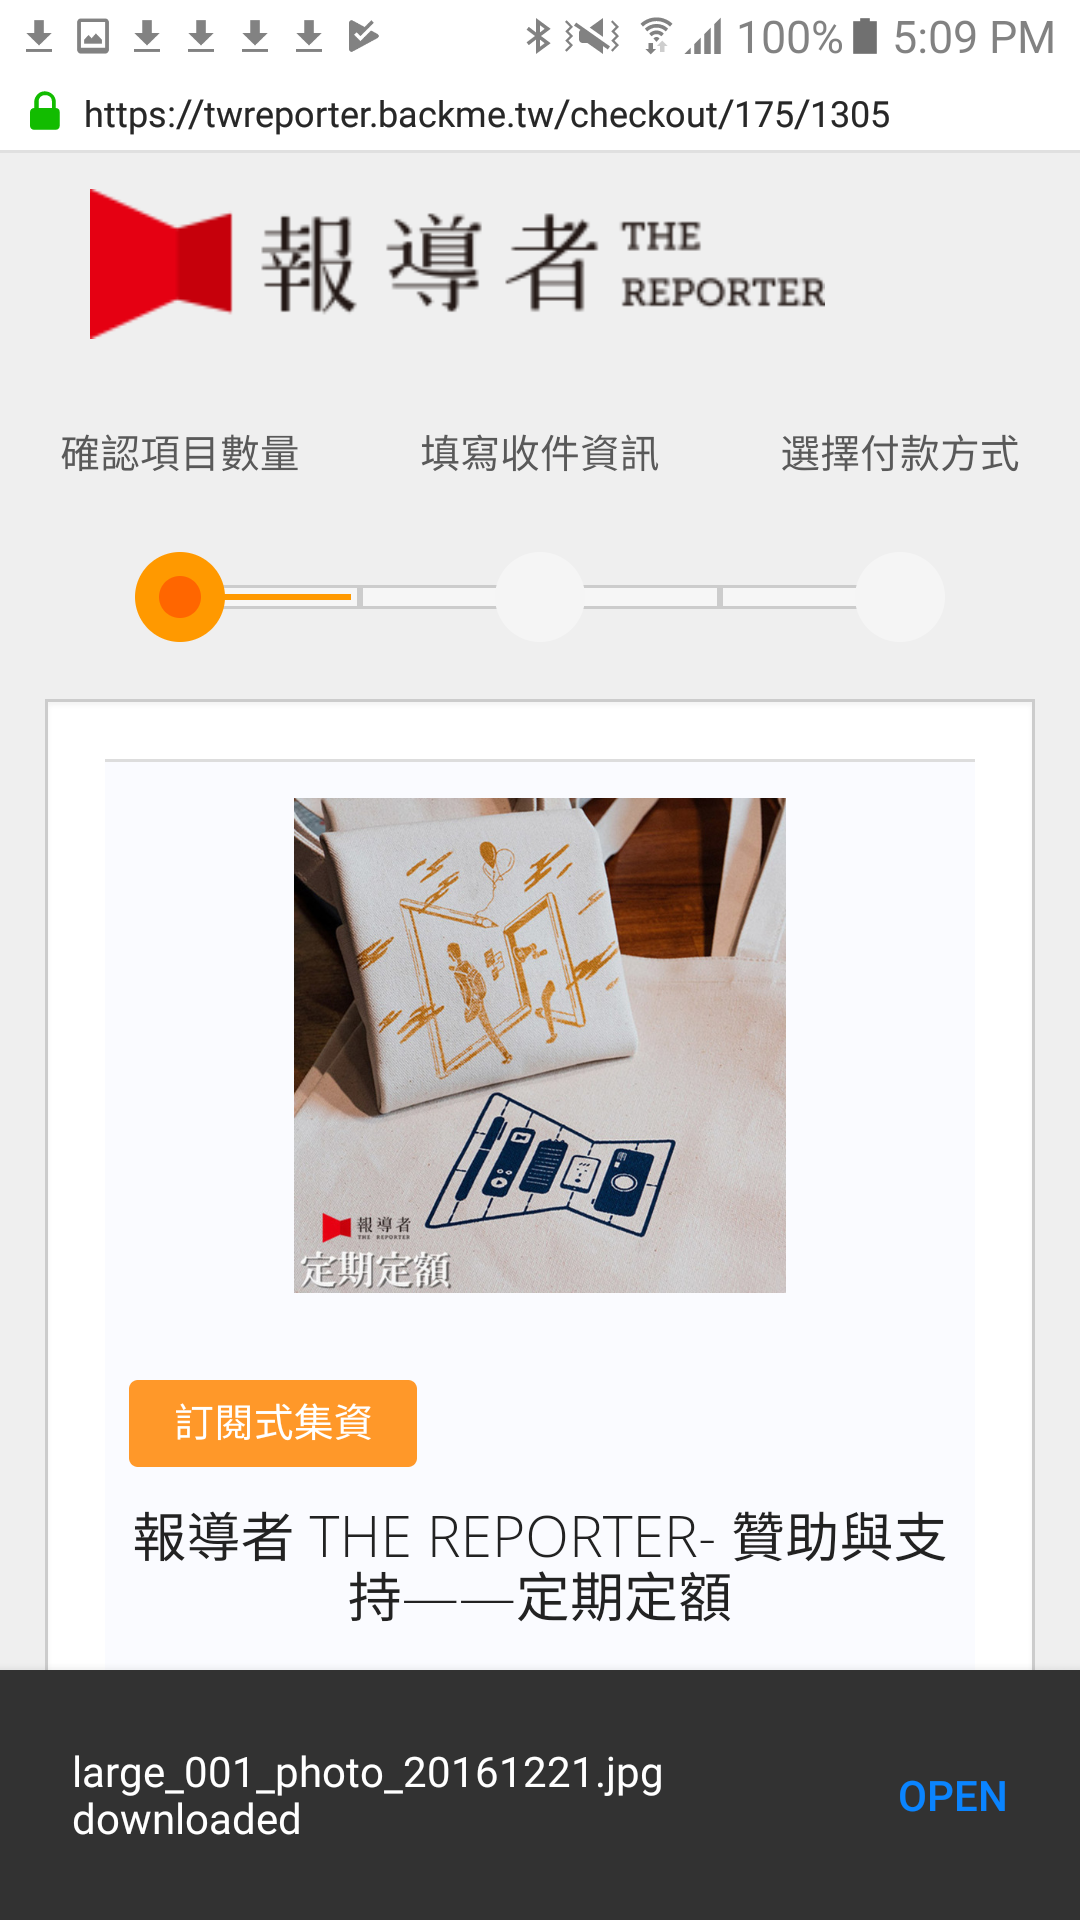 100% 5:09 PM
https://twreporter.backme.tw/checkout/175/1305
報導者 THE REPORTER
確認項目數量 填寫收件資訊 選擇付款方式
報導者
THE REPORTER
定期定額
訂閱式集資
報導者 THE REPORTER- 贊助與支
持——定期定額
large_001_photo_20161221.jpg
downloaded
OPEN